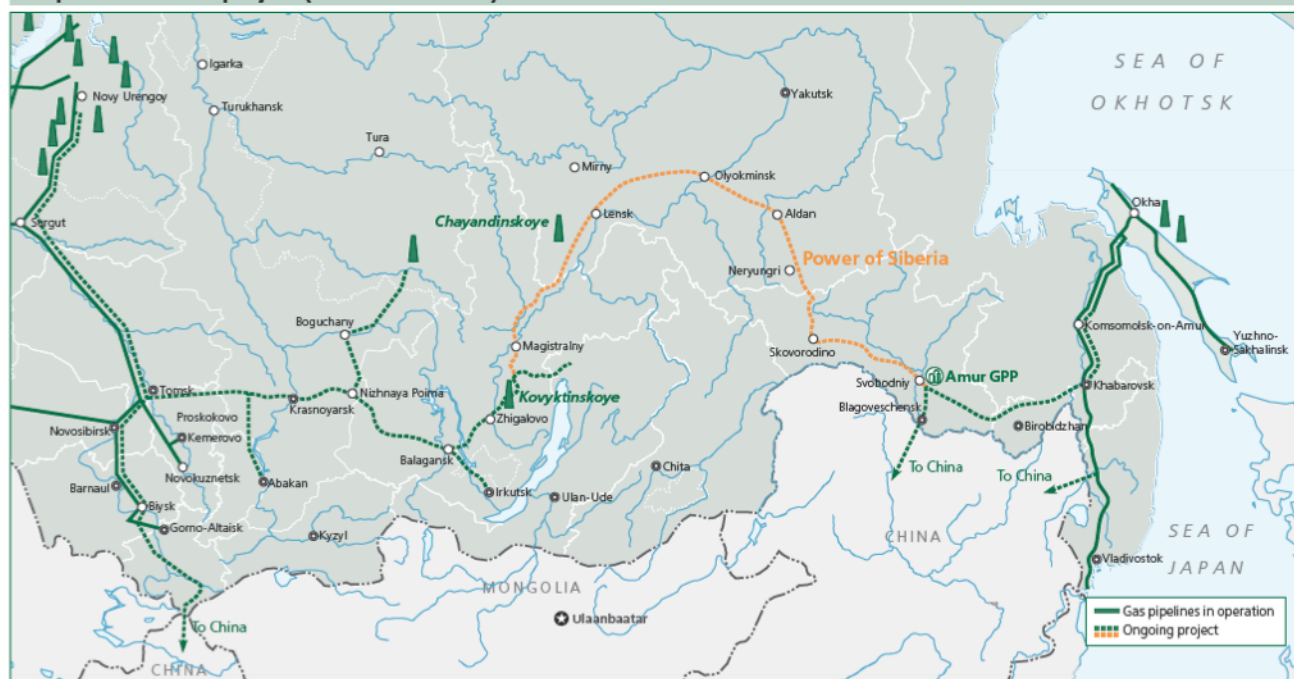 SEA OF
OKHOTSK
Igarka
Novy Urengoy
Turukhansk
Yakutsk
Tura
Mirny
Olyokminsk
Sorgut
Chayandinskoye
Lensk
Aldan
Okha
Neryungri
Power of Siberia
Boguchany
Magistralny
Skovorodino
Komsomolsk-on-Amur
Yuzhno-
Sakhalinsk
Tomsk
Nizhnaya Poima
Krasnoyarsk
Kovyktinskoye
Svobodniy
Amur GPP
Khabarovsk
Proskokovo
Zhigalovo
Blagoveschensk
Novosibirsk
Kemerovo
Birobidzhan
Novokuznetsk
Balagansk
Chita
To China
To China
Barnaul
Abakan
Irkutsk
Ulan-Ude
Biysk
Gorno-Altaisk
Kyzyl
CHINA
SEA OF
JAPAN
Vladivostok
MONGOLIA
Ulaanbaatar
To China
CHINA
Gas pipelines in operation
Ongoing project